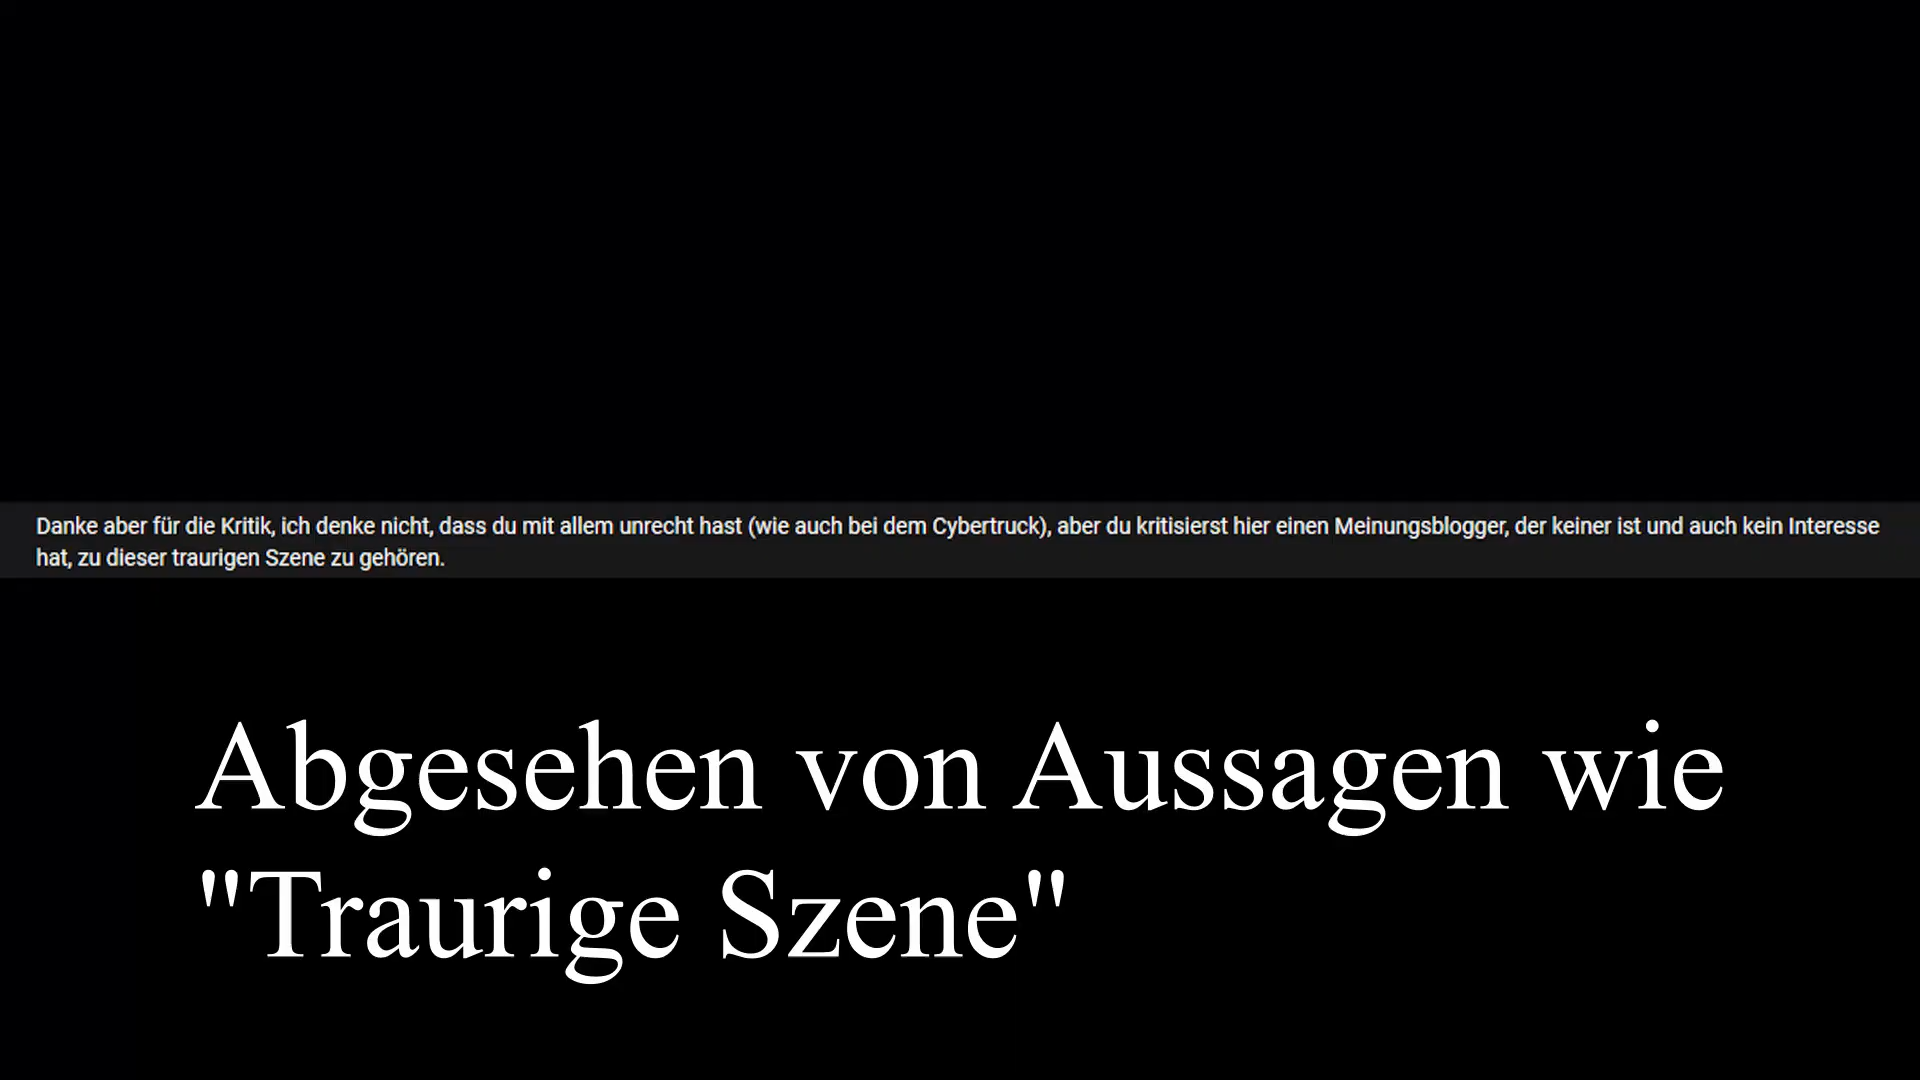 Danke aber für die Kritik, ich denke nicht, dass du mit allem unrecht hast (wie auch bei dem Cybertruck), aber du kritisierst hier einen Meinungsblogger, der keiner ist und auch kein Interesse
hat, zu dieser traurigen Szene zu gehören.
Abgesehen von Aussagen wie
"Traurige Szene"